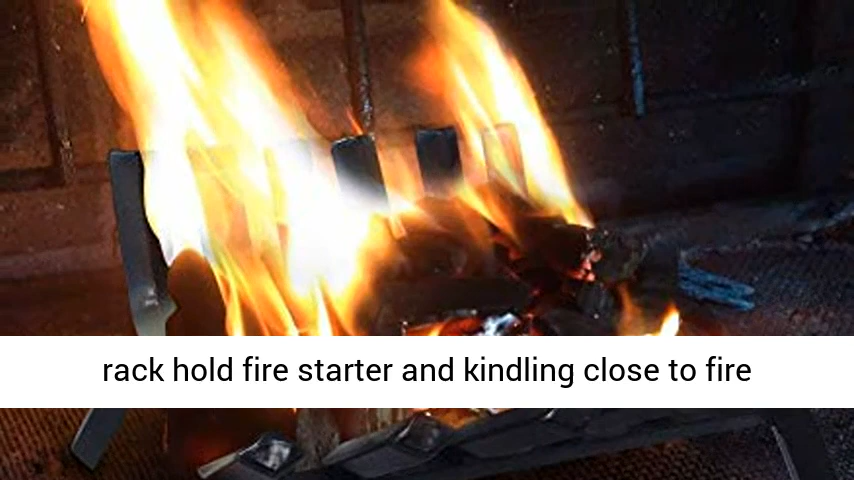 rack hold fire starter and kindling close to fire